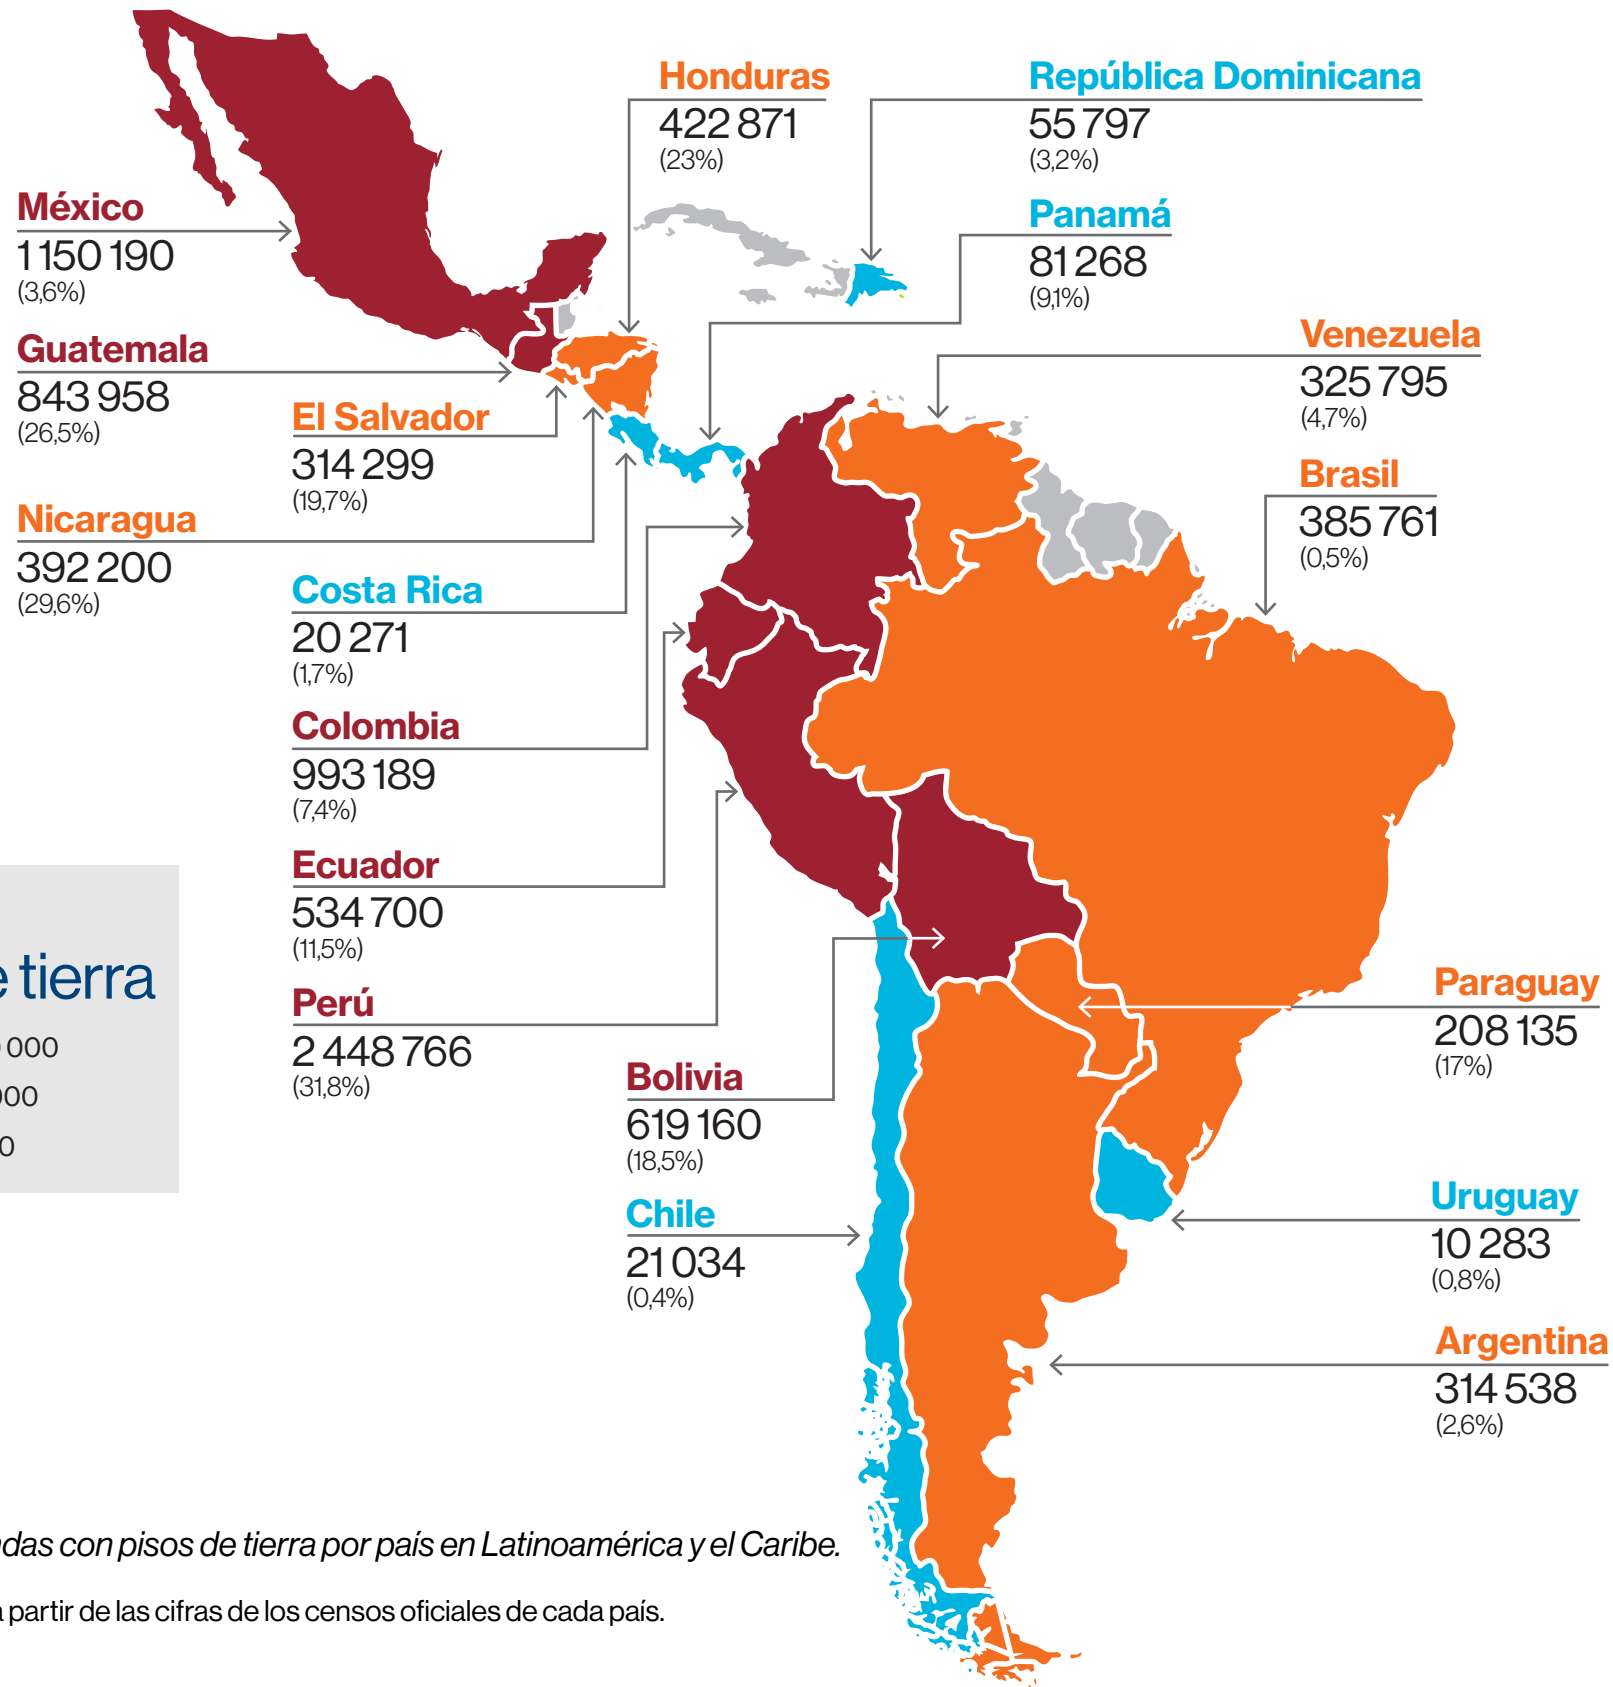 Honduras
422 871
(23%)
República Dominicana
55 797
(3,2%)
México
1 150 190
(3,6%)
Panamá
81 268
(9,1%)
Guatemala
843 958
(26,5%)
Venezuela
325 795
(4,7%)
El Salvador
314 299
(19,7%)
Brasil
385 761
(0,5%)
Nicaragua
392 200
(29,6%)
Costa Rica
20 271
(1,7%)
Colombia
993 189
(7,4%)
Ecuador
534 700
(11,5%)
Perú
2 448 766
(31,8%)
Bolivia
619 160
(18,5%)
Paraguay
208 135
(17%)
Chile
21 034
(0,4%)
Uruguay
10 283
(0,8%)
Argentina
314 538
(2,6%)
tierra
000
con pisos de tierra por país en Latinoamérica y el Caribe.
a partir de las cifras de los censos oficiales de cada país.